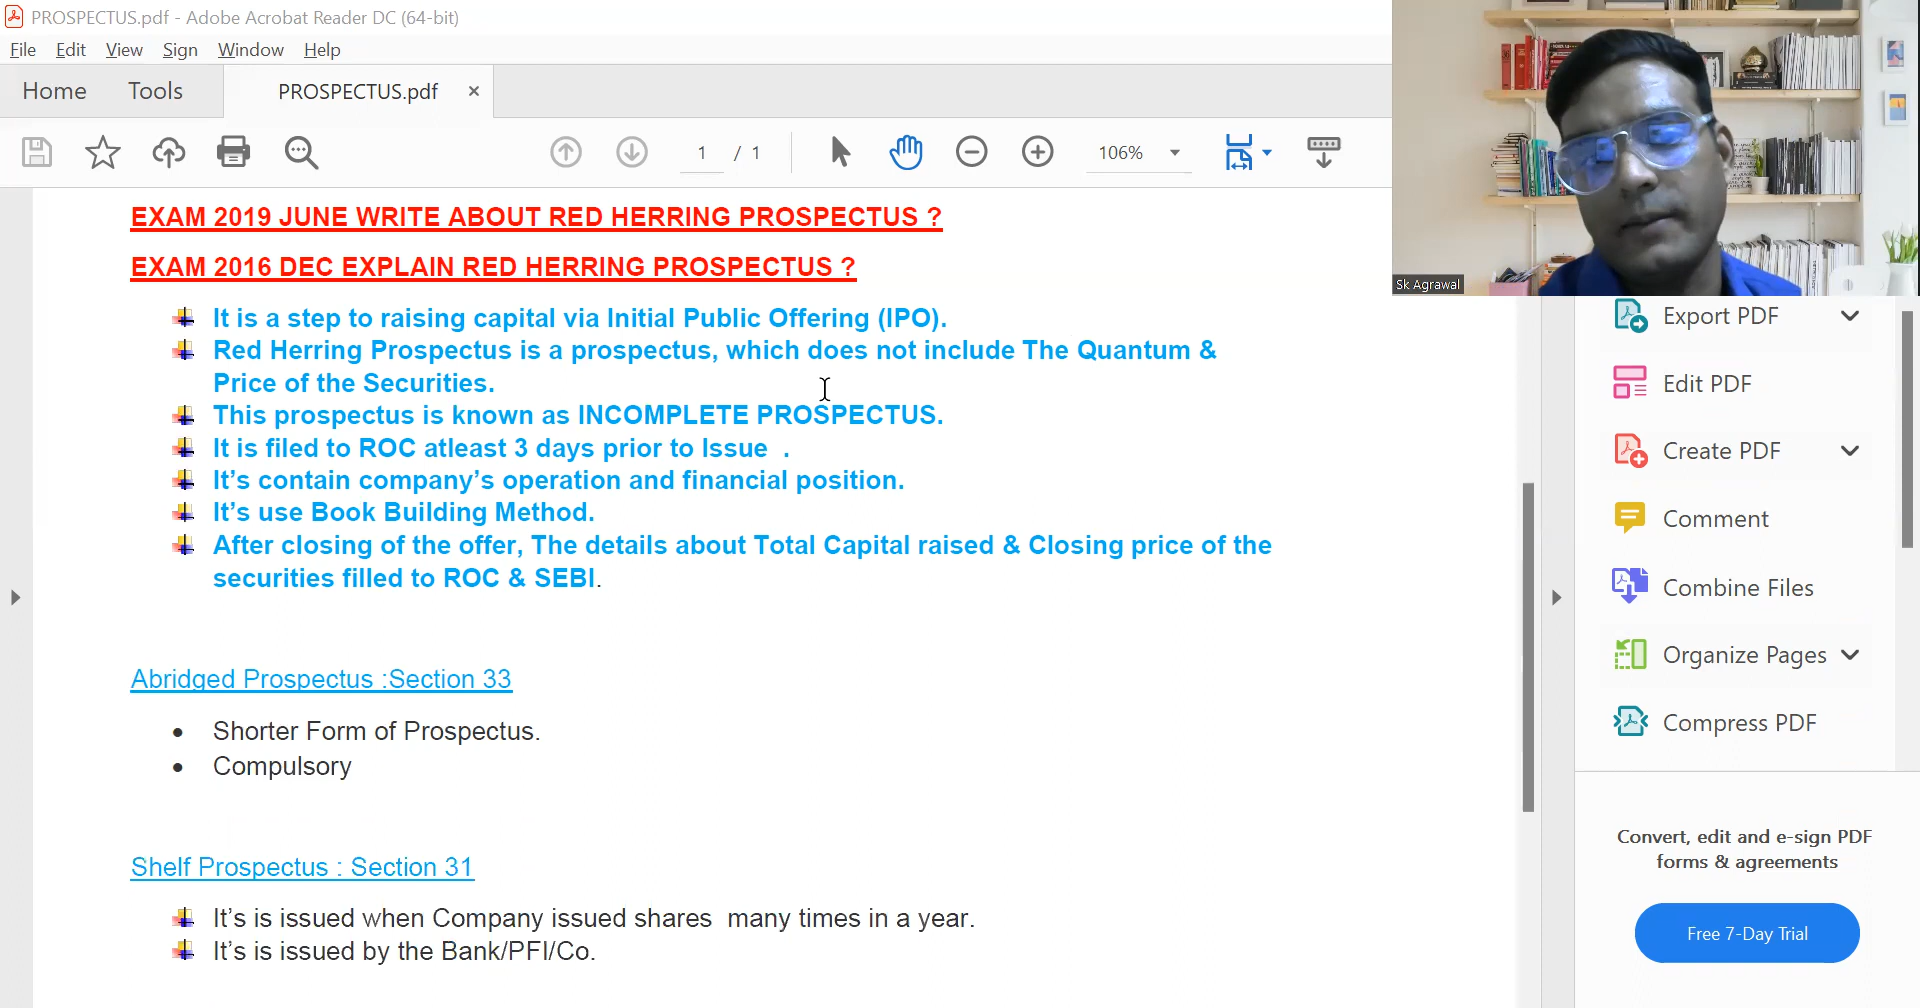 PROSPECTUS.pdf - Adobe Acrobat Reader DC (64-bit)
File Edit View Sign Window Help
Home Tools PROSPECTUS.pdf ×
1 / 1 106%
EXAM 2019 JUNE WRITE ABOUT RED HERRING PROSPECTUS ?
EXAM 2016 DEC EXPLAIN RED HERRING PROSPECTUS ?
It is a step to raising capital via Initial Public Offering (IPO).
Red Herring Prospectus is a prospectus, which does not include The Quantum &
Price of the Securities.
This prospectus is known as INCOMPLETE PROSPECTUS.
It is filed to ROC atleast 3 days prior to Issue .
It’s contain company’s operation and financial position.
It’s use Book Building Method.
After closing of the offer, The details about Total Capital raised & Closing price of the
securities filled to ROC & SEBI.
Abridged Prospectus :Section 33
Shorter Form of Prospectus.
Compulsory
Shelf Prospectus : Section 31
It’s is issued when Company issued shares many times in a year.
It’s is issued by the Bank/PFI/Co.
Sk Agrawal
Export PDF
Edit PDF
Create PDF
Comment
Combine Files
Organize Pages
Compress PDF
Convert, edit and e-sign PDF
forms & agreements
Free 7-Day Trial